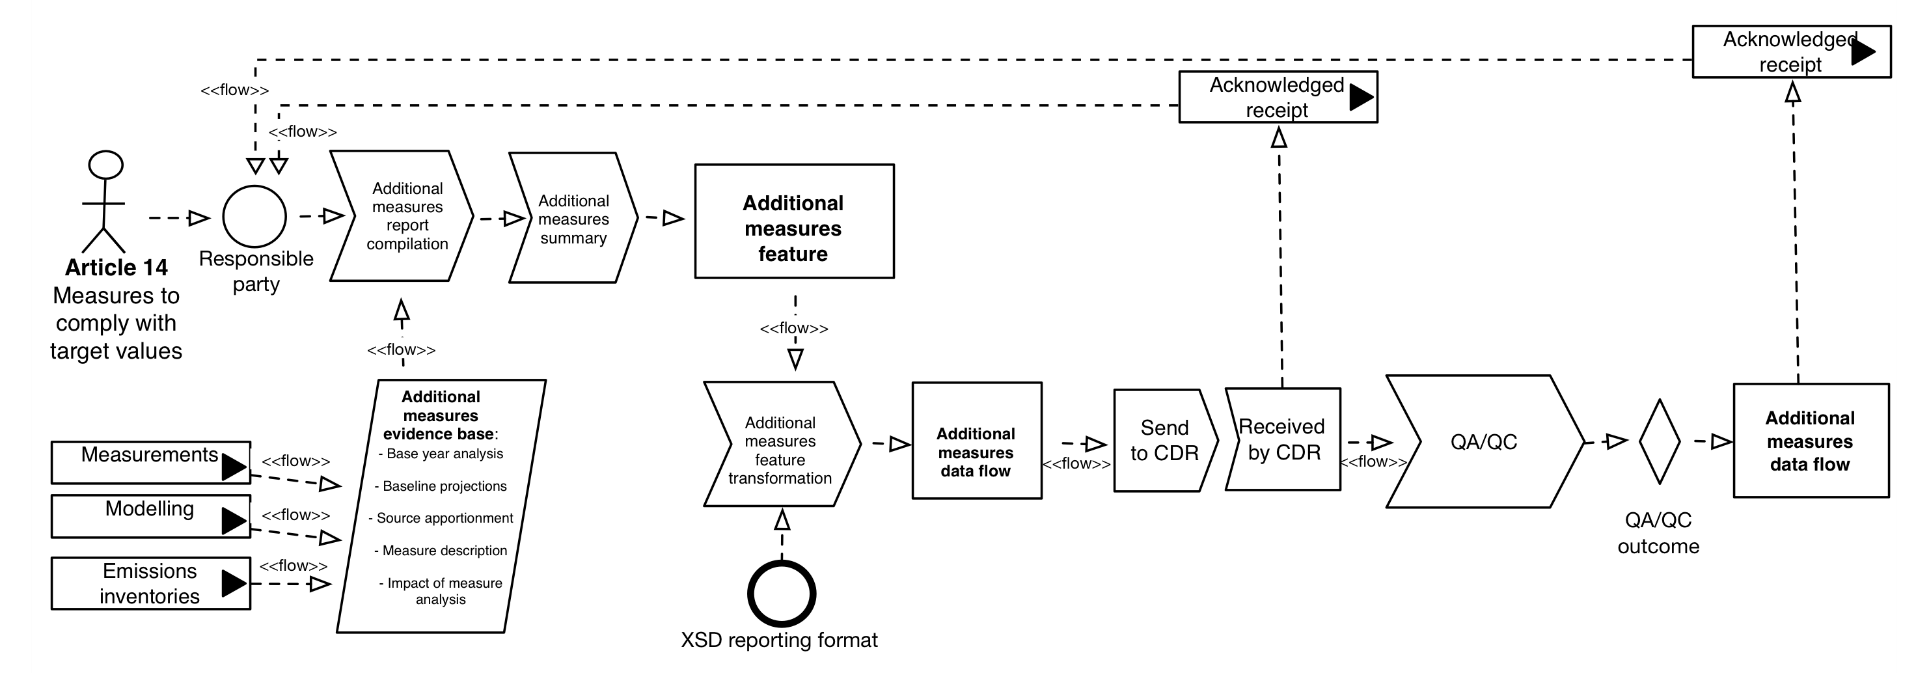 Acknowledged
receipt
<<flow>>
Acknowledged
receipt
<<flow>>
Article 14
Measures to
comply with
target values
Responsible
party
Additional
measures
report
compilation
Additional
measures
summary
Additional
measures
feature
<<flow>>
<<flow>>
Measurements
<<flow>>
Modelling
<<flow>>
Emissions
inventories
<<flow>>
Additional
measures
evidence base:
- Base year analysis
- Baseline projections
- Source apportionment
- Measure description
- Impact of measure
analysis
Additional
measures
feature
transformation
XSD reporting format
Additional
measures
data flow
<<flow>>
Send
to CDR
Received
by CDR
<<flow>>
QA/QC
QA/QC
outcome
Additional
measures
data flow